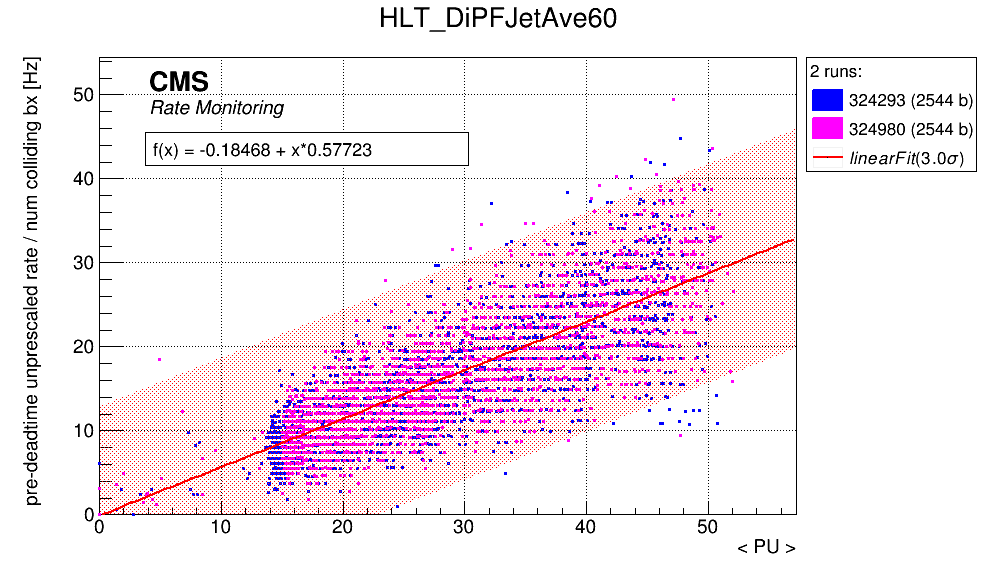 HLT_DiPFJetAve60
pre-deadtime unprescaled rate / num colliding bx [Hz]
CMS
Rate Monitoring
f(x) = -0.18468 + x*0.57723
2 runs:
324293 (2544 b)
324980 (2544 b)
linearFit(3.0σ)
50
40
30
20
10
0
0 10 20 30 40 50
< PU >